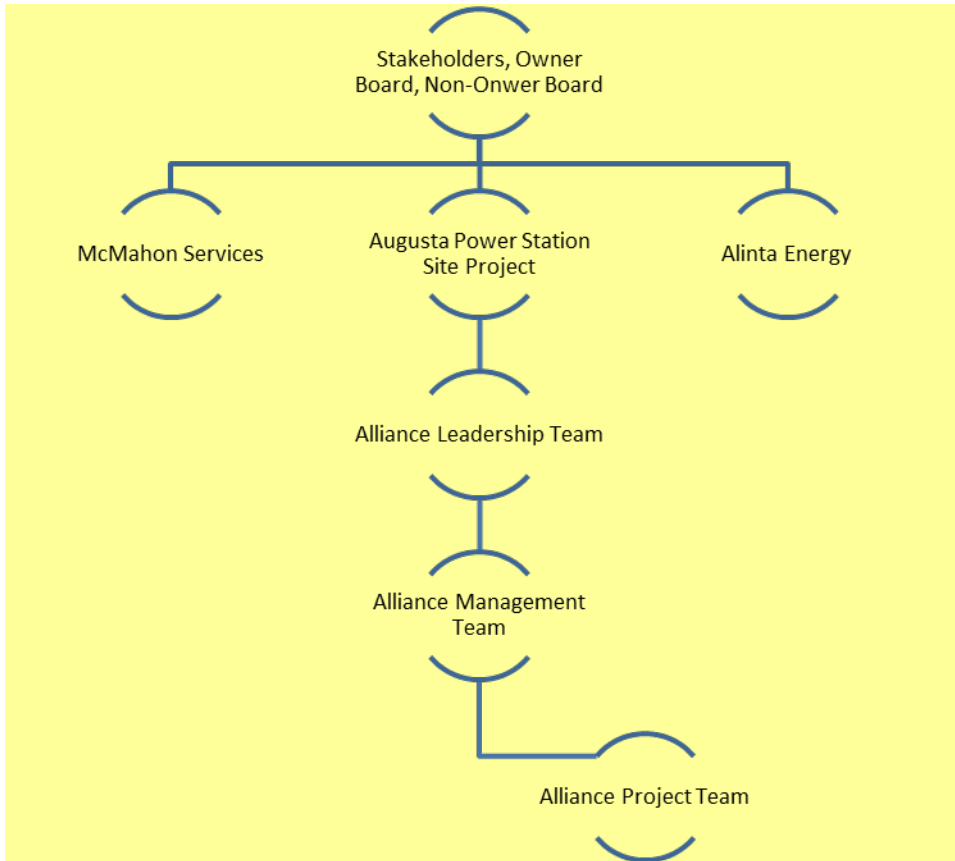 Stakeholders, Owner
Board, Non-Onwer Board
McMahon Services
Augusta Power Station
Site Project
Alinta Energy
Alliance Leadership Team
Alliance Management
Team
Alliance Project Team